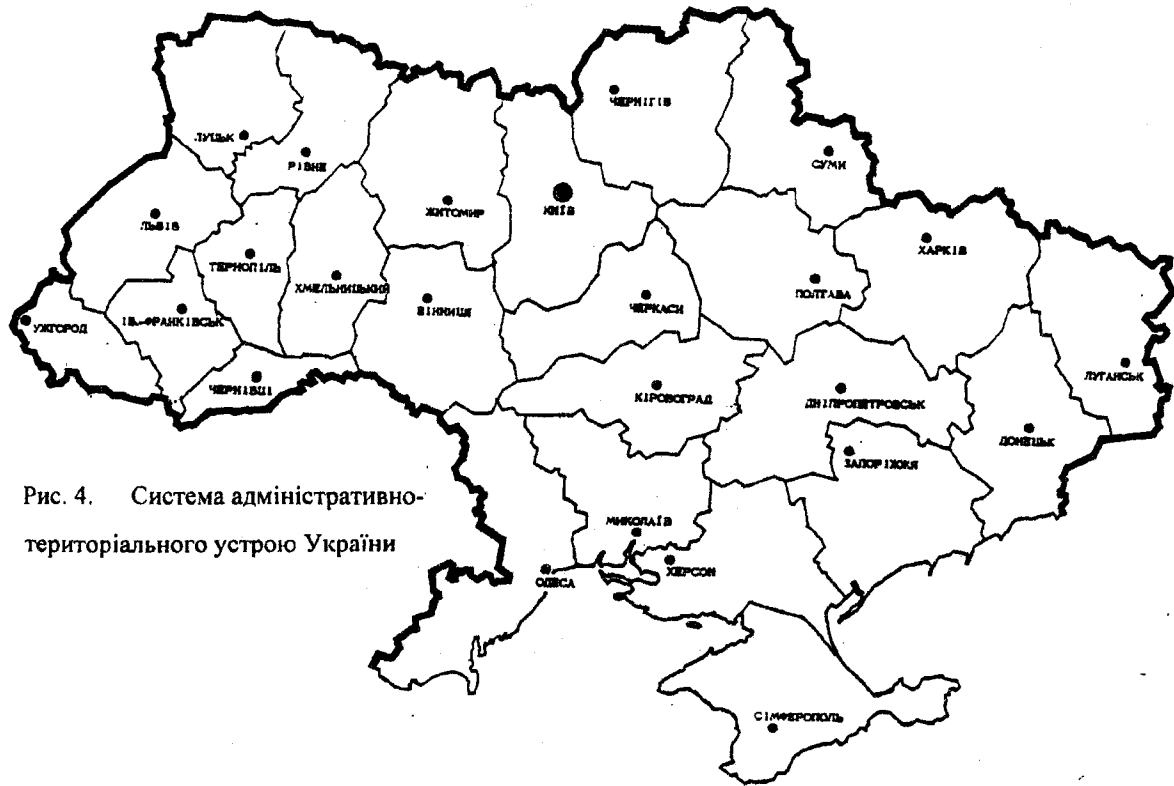 ЧЕРНІГІВ
ЛУЦЬК
РІВНЕ
СУМИ
ЛЬВІВ
ЖИТОМИР
КИЇВ
ТЕРНОПІЛЬ
ХМЕЛЬНИЦЬКИЙ
ВІННИЦЯ
ЧЕРКАСИ
ПОЛТАВА
ХАРКІВ
УЖГОРОД
ІВ.-ФРАНКІВСЬК
ЧЕРНІВЦІ
КІРОВОГРАД
ДНІПРОПЕТРОВСЬК
ЛУГАНСЬК
ДОНЕЦЬК
ЗАПОРІЖЖЯ
Рис. 4. Система адміністративно-
територіального устрою України
МИКОЛАЇВ
ХЕРСОН
ОДЕСА
СІМФЕРОПОЛЬ